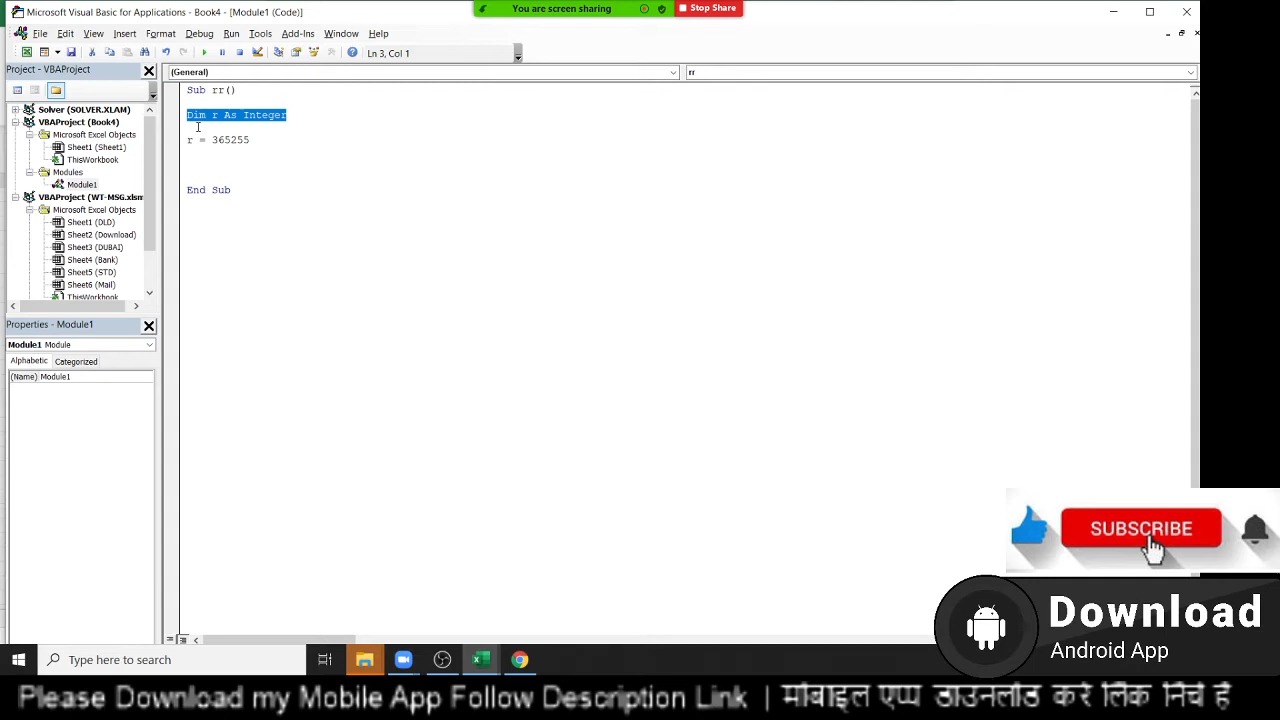 You are screen sharing
Stop Share
Microsoft Visual Basic for Applications - Book4 - [Module1 (Code)]
File Edit View Insert Format Debug Run Tools Add-Ins Window Help
Ln 3, Col 1
Project - VBAProject
(General)
rr
Solver (SOLVER.XLAM)
VBAProject (Book4)
Microsoft Excel Objects
Sheet1 (Sheet1)
ThisWorkbook
Modules
Module1
VBAProject (WT-MSG.xlsm
Microsoft Excel Objects
Sheet1 (DLD)
Sheet2 (Download)
Sheet3 (DUBAI)
Sheet4 (Bank)
Sheet5 (STD)
Sheet6 (Mail)
ThisWorkbook
Properties - Module1
Module1 Module
Alphabetic Categorized
(Name) Module1
Sub rr()
Dim r As Integer
r = 365255
End Sub
SUBSCRIBE
Download
Android App
Type here to search
Please Download my Mobile App Follow Description Link | मोबाइल एप्प डाउनलोड करे लिंक निचे है